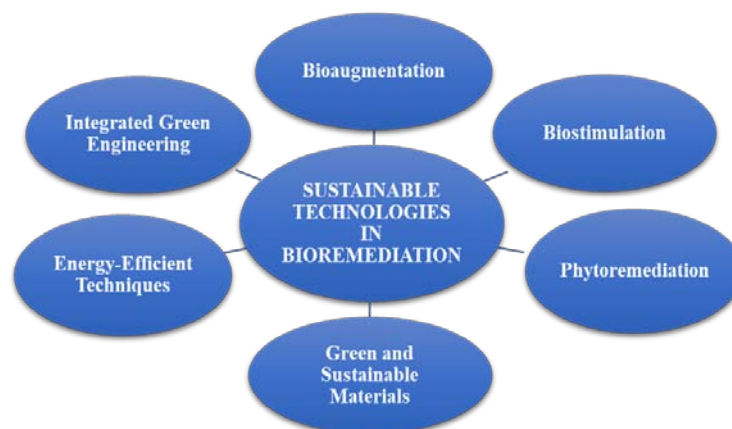 Bioaugmentation
Integrated Green
Engineering
Biostimulation
SUSTAINABLE
TECHNOLOGIES
IN
BIOREMEDIATION
Energy-Efficient
Techniques
Phytoremediation
Green and
Sustainable
Materials